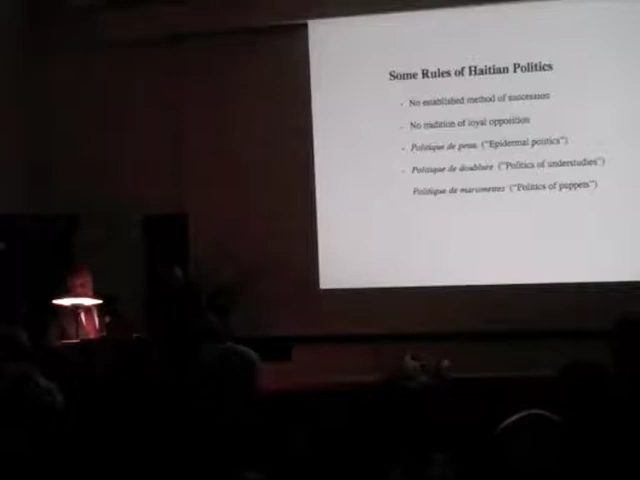 Some Rules of Haitian Politics
- No established method of succession
- No tradition of loyal opposition
- Politique de peau ("Epidermal politics")
- Politique de doublure ("Politics of understudies")
Politique de marionettes ("Politics of puppets")